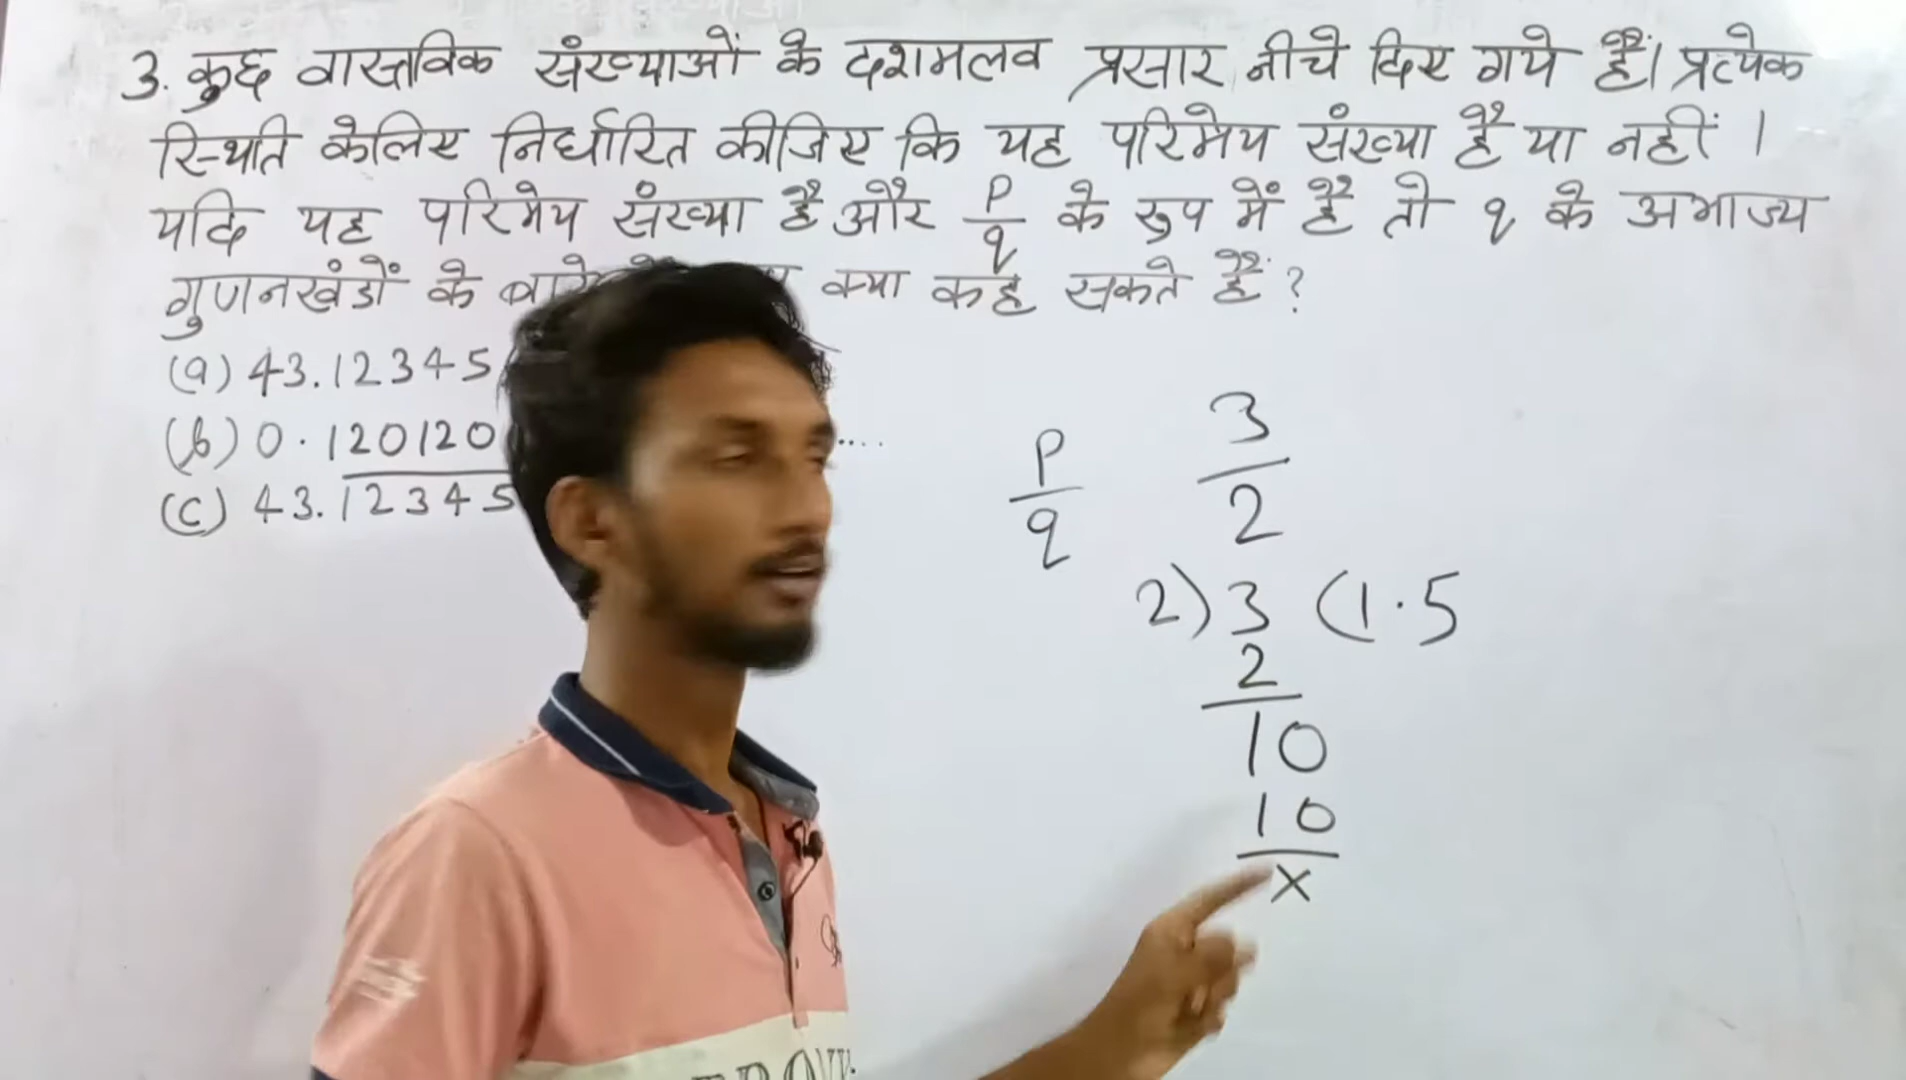 3. कुछ वास्तविक संख्याओं के दशमलव प्रसार नीचे दिए गये हैं। प्रत्येक
स्थिति केलिए निर्धारित कीजिए कि यह परिमेय संख्या है या नहीं ।
यदि यह परिमेय संख्या है और p/q के रुप में है तो q के अभाज्य
गुणनखंडों के क्या कह सकते हैं ?
(a) 43.12345
(b) 0.120120 ....
(c) 43.12345
p/q
3/2
2) 3 (1.5
2
10
10
x